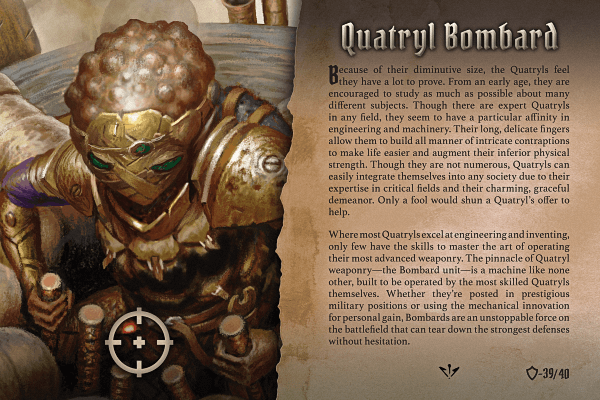 Quatryl Bombard
Because of their diminutive size, the Quatryls feel
they have a lot to prove. From an early age, they are
encouraged to study as much as possible about many
different subjects. Though there are expert Quatryls
in any field, they seem to have a particular affinity in
engineering and machinery. Their long, delicate fingers
allow them to build all manner of intricate contraptions
to make life easier and augment their inferior physical
strength. Though they are not numerous, Quatryls can
easily integrate themselves into any society due to their
expertise in critical fields and their charming, graceful
demeanor. Only a fool would shun a Quatryl's offer to
help.
Where most Quatryls excel at engineering and inventing,
only few have the skills to master the art of operating
their most advanced weaponry. The pinnacle of Quatryl
weaponry—the Bombard unit—is a machine like none
other, built to be operated by the most skilled Quatryls
themselves. Whether they're posted in prestigious
military positions or using the mechanical innovation
for personal gain, Bombards are an unstoppable force on
the battlefield that can tear down the strongest defenses
without hesitation.
-39/40